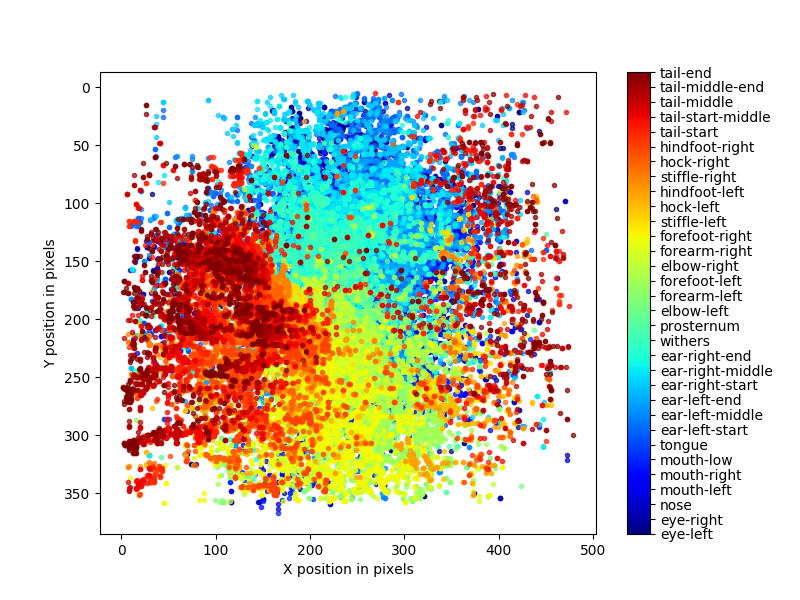 0
50
100
150
200
250
300
350
Y position in pixels
0
100
200
300
400
500
X position in pixels
tail-end
tail-middle-end
tail-middle
tail-start-middle
tail-start
hindfoot-right
hock-right
stiffle-right
hindfoot-left
hock-left
stiffle-left
forefoot-right
forearm-right
elbow-right
forefoot-left
forearm-left
elbow-left
prosternum
withers
ear-right-end
ear-right-middle
ear-right-start
ear-left-end
ear-left-middle
ear-left-start
tongue
mouth-low
mouth-right
mouth-left
nose
eye-right
eye-left